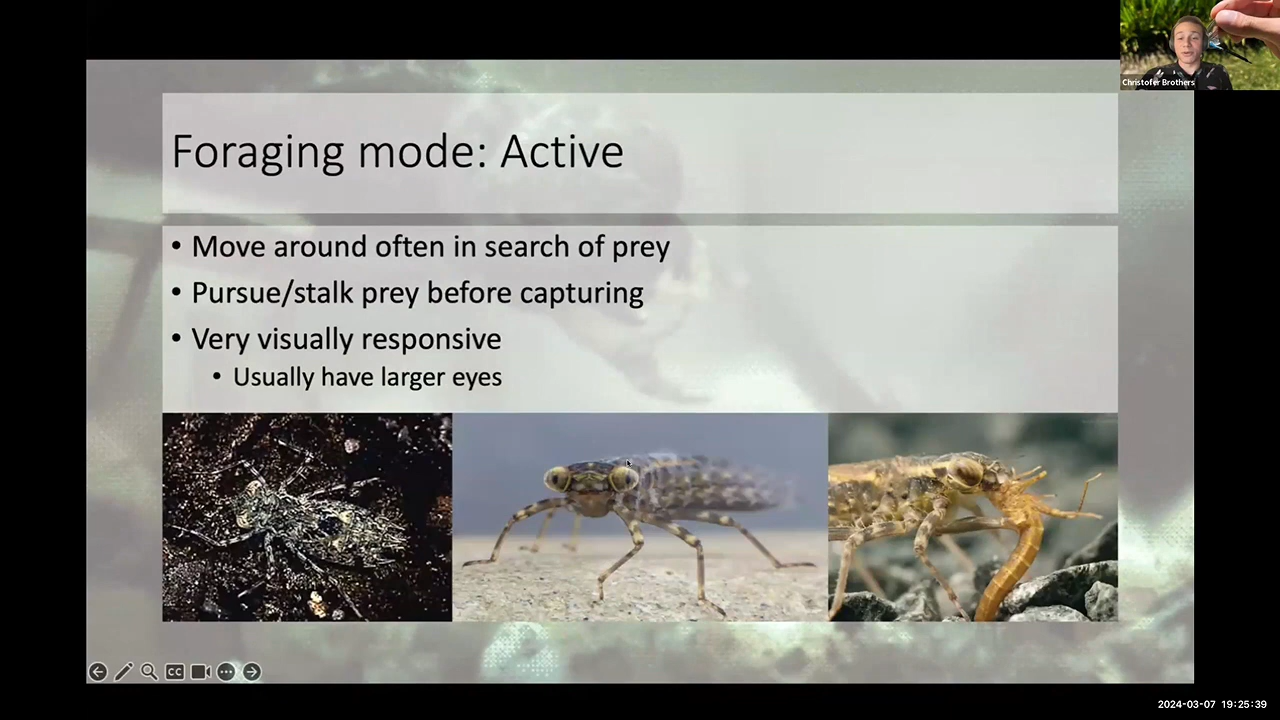 Christofer Brothers
Foraging mode: Active
• Move around often in search of prey
• Pursue/stalk prey before capturing
• Very visually responsive
• Usually have larger eyes
CC
2024-03-07 19:25:39